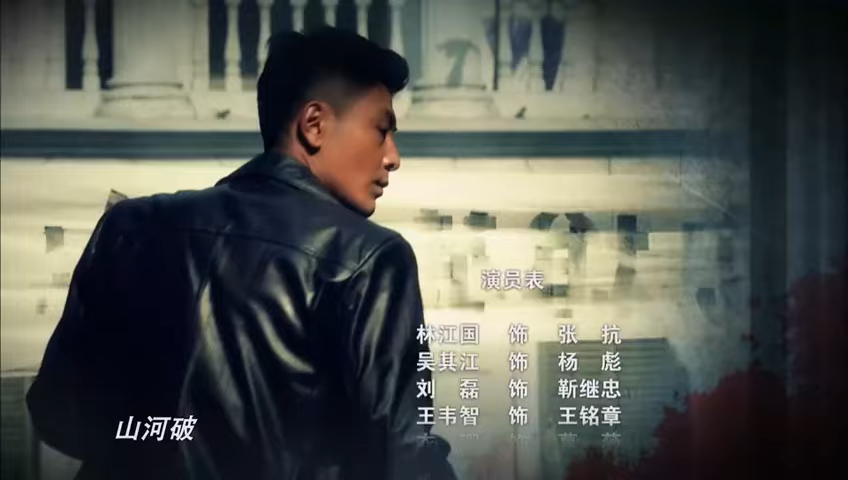 演员表
林江国 饰 张 抗
吴其江 饰 杨 彪
刘 磊 饰 靳继忠
王韦智 饰 王铭章
山河破